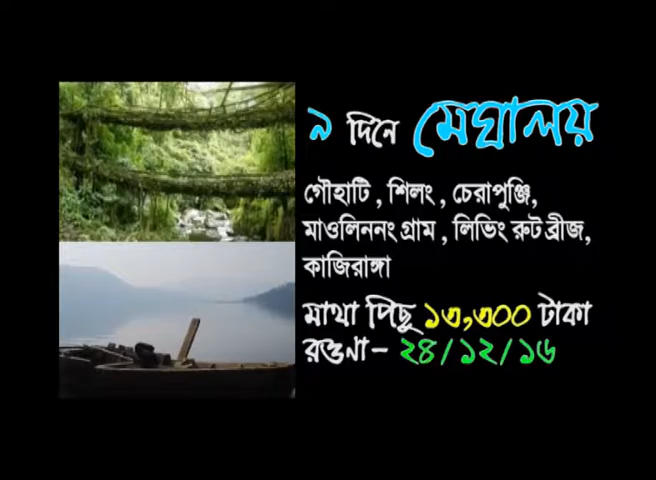 ৯ দিনে মেঘালয়
গৌহাটি , শিলং , চেরাপুঞ্জি,
মাওলিননং গ্রাম , লিভিং রুট ব্রীজ,
কাজিরাঙ্গা
মাথা পিছু ১৩,৩০০ টাকা
রওনা– ২৪/১২/১৬